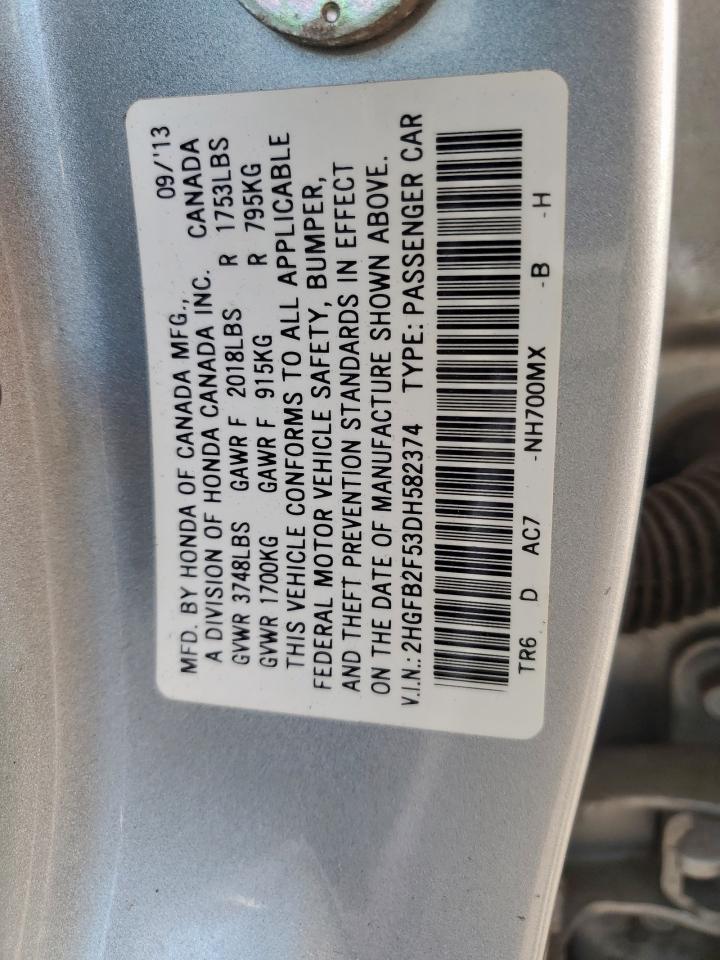 MFD. BY HONDA OF CANADA MFG., 09/'13
A DIVISION OF HONDA CANADA INC. CANADA
GVWR 3748LBS GAWR F 2018LBS R 1753LBS
GVWR 1700KG GAWR F 915KG R 795KG
THIS VEHICLE CONFORMS TO ALL APPLICABLE
FEDERAL MOTOR VEHICLE SAFETY, BUMPER,
AND THEFT PREVENTION STANDARDS IN EFFECT
ON THE DATE OF MANUFACTURE SHOWN ABOVE.
V.I.N.: 2HGFB2F53DH582374 TYPE: PASSENGER CAR
TR6 D AC7 -NH700MX -B -H